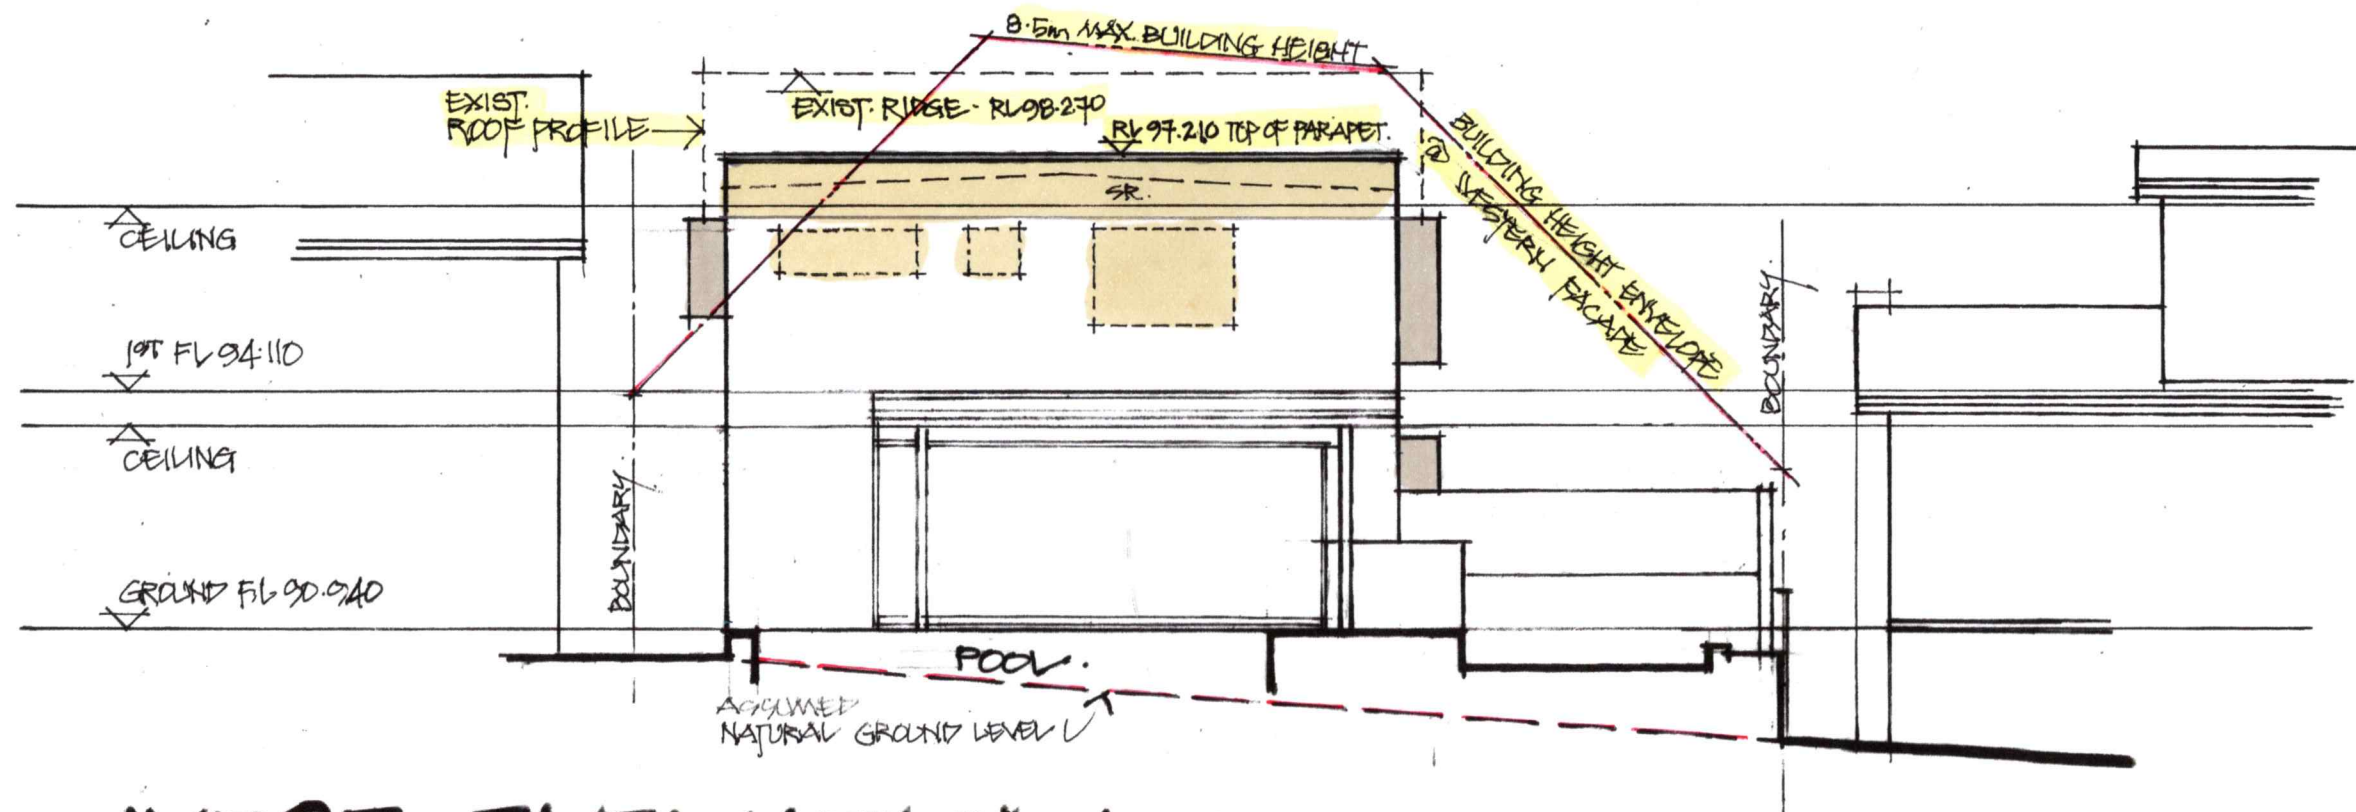 8.5m MAX. BUILDING HEIGHT
EXIST.
ROOF PROFILE
EXIST. RIDGE - RL 98.270
RL 97.210 TOP OF PARAPET.
BUILDING HEIGHT ENVELOPE
@ WESTERN FACADE
SR.
CEILING
1ST FL 94.110
CEILING
GROUND FL 90.940
BOUNDARY.
BOUNDARY.
POOL.
ASSUMED
NATURAL GROUND LEVEL